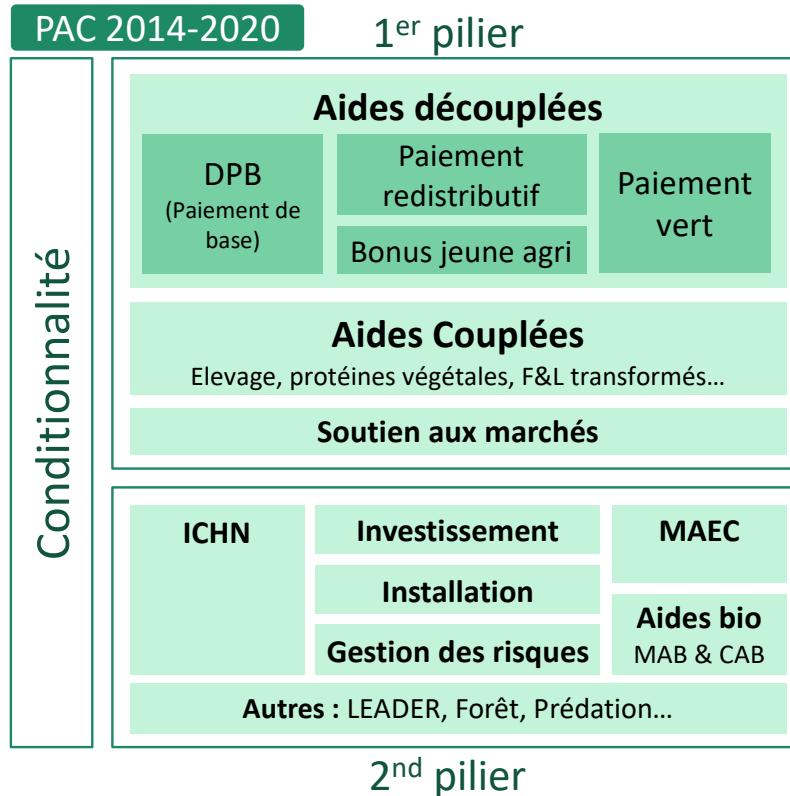 PAC 2014-2020
1er pilier
Conditionnalité
Aides découplées
DPB
(Paiement de
base)
Paiement
redistributif
Bonus jeune agri
Paiement
vert
Aides Couplées
Elevage, protéines végétales, F&L transformés…
Soutien aux marchés
ICHN
Investissement
Installation
Gestion des risques
MAEC
Aides bio
MAB & CAB
Autres : LEADER, Forêt, Prédation…
2nd pilier